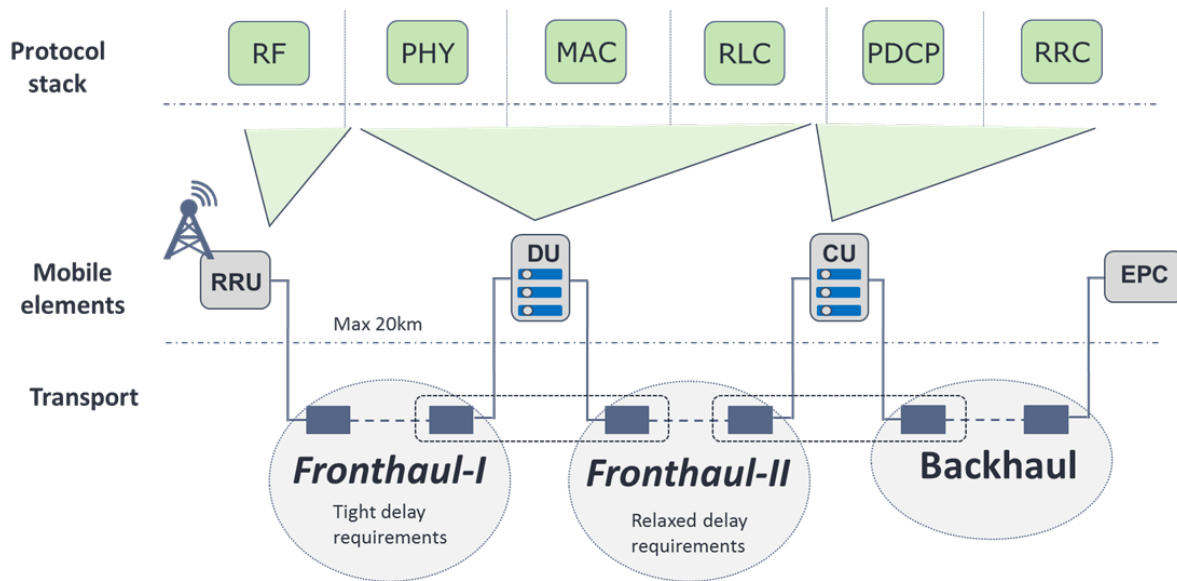 Protocol
stack
RF
PHY
MAC
RLC
PDCP
RRC
Mobile
elements
RRU
DU
CU
EPC
Max 20km
Transport
Fronthaul-I
Tight delay
requirements
Fronthaul-II
Relaxed delay
requirements
Backhaul